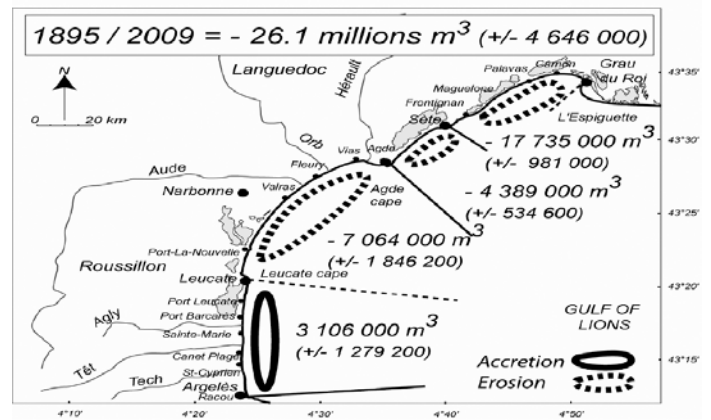 1895 / 2009 = - 26.1 millions m³ (+/- 4 646 000)
Languedoc
Hérault
Palavas
Carnon
Grau
du Roi
43°35'
N
Maguelone
Frontignan
Sète
L'Espiguette
0 20 km
Orb
Vias
Agde
43°30'
- 17 735 000 m³
(+/- 981 000)
Fleury
Aude
Agde
cape
- 4 389 000 m³
(+/- 534 600)
Narbonne
Valras
43°25'
- 7 064 000 m³
(+/- 1 846 200)
Port-La-Nouvelle
Roussillon
Leucate
Leucate cape
43°20'
Port Leucate
Port Barcarès
Agly
Sainte-Marie
3 106 000 m³
(+/- 1 279 200)
GULF OF
LIONS
Têt
Canet Plage
43°15'
Accretion
St-Cyprien
Tech
Argelès
Erosion
Racou
4°10' 4°20' 4°30' 4°40' 4°50'